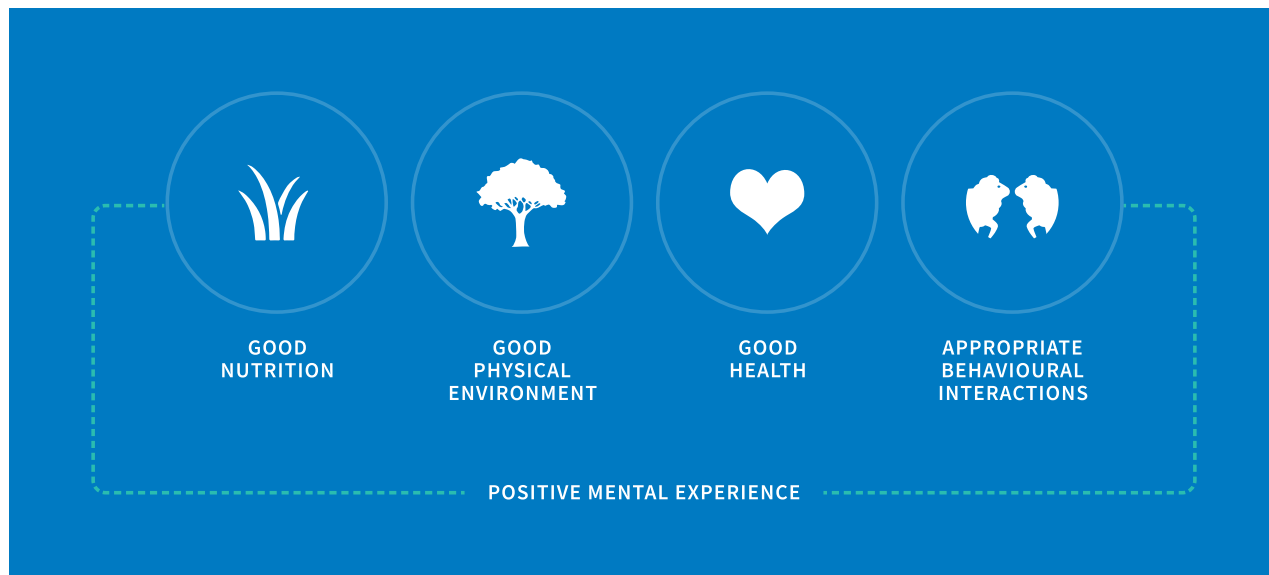 GOOD
NUTRITION
GOOD
PHYSICAL
ENVIRONMENT
GOOD
HEALTH
APPROPRIATE
BEHAVIOURAL
INTERACTIONS
POSITIVE MENTAL EXPERIENCE